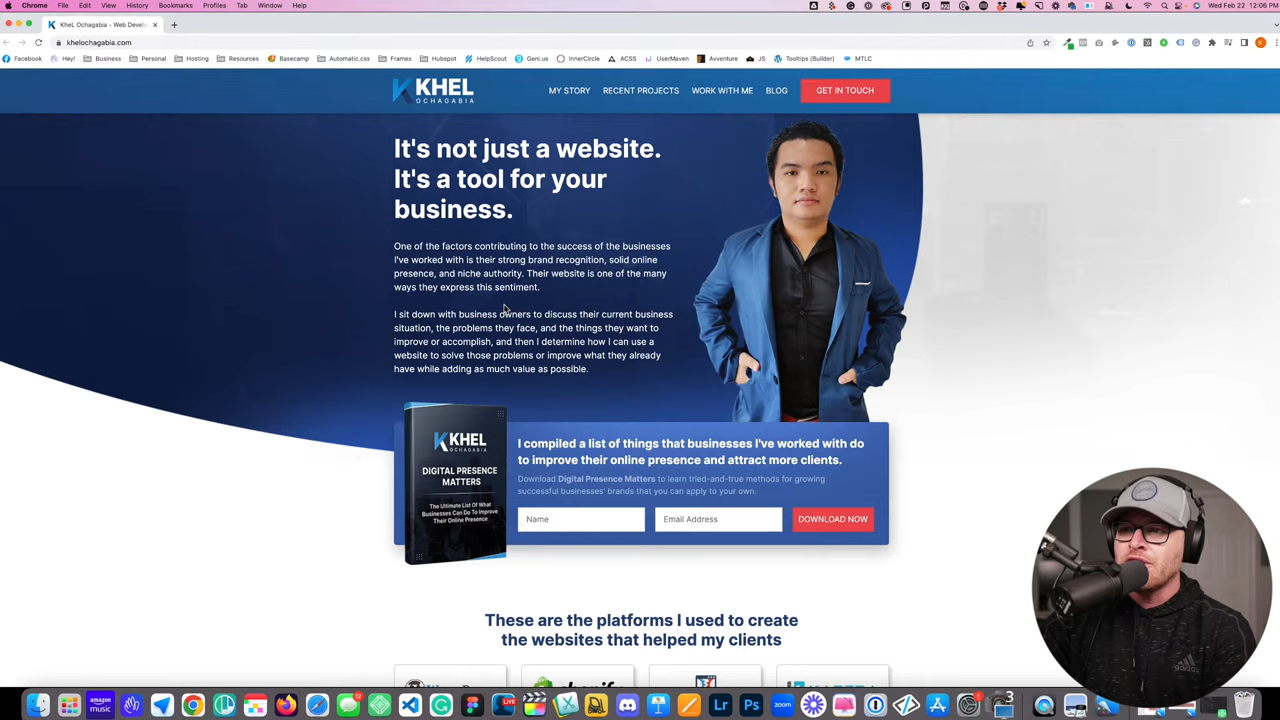 Chrome File Edit View History Bookmarks Profiles Tab Window Help
Wed Feb 22 12:06 PM
KheL Ochagabia - Web Develo
khelochagabia.com
Facebook Hey! Business Personal Hosting Resources Basecamp Automatic.css Frames Hubspot HelpScout Geni.us InnerCircle ACSS UserMaven Avventure JS Tooltips (Builder) MTLC
KHEL
OCHAGABIA
MY STORY RECENT PROJECTS WORK WITH ME BLOG GET IN TOUCH
It's not just a website.
It's a tool for your
business.
One of the factors contributing to the success of the businesses
I've worked with is their strong brand recognition, solid online
presence, and niche authority. Their website is one of the many
ways they express this sentiment.
I sit down with business owners to discuss their current business
situation, the problems they face, and the things they want to
improve or accomplish, and then I determine how I can use a
website to solve those problems or improve what they already
have while adding as much value as possible.
KHEL
OCHAGABIA
DIGITAL PRESENCE
MATTERS
The Ultimate List Of What
Businesses Can Do To Improve
Their Online Presence
I compiled a list of things that businesses I've worked with do
to improve their online presence and attract more clients.
Download Digital Presence Matters to learn tried-and-true methods for growing
successful businesses' brands that you can apply to your own.
Name Email Address DOWNLOAD NOW
These are the platforms I used to create
the websites that helped my clients
amazon
music
LIVE
Lr
Ps
zoom
adidas